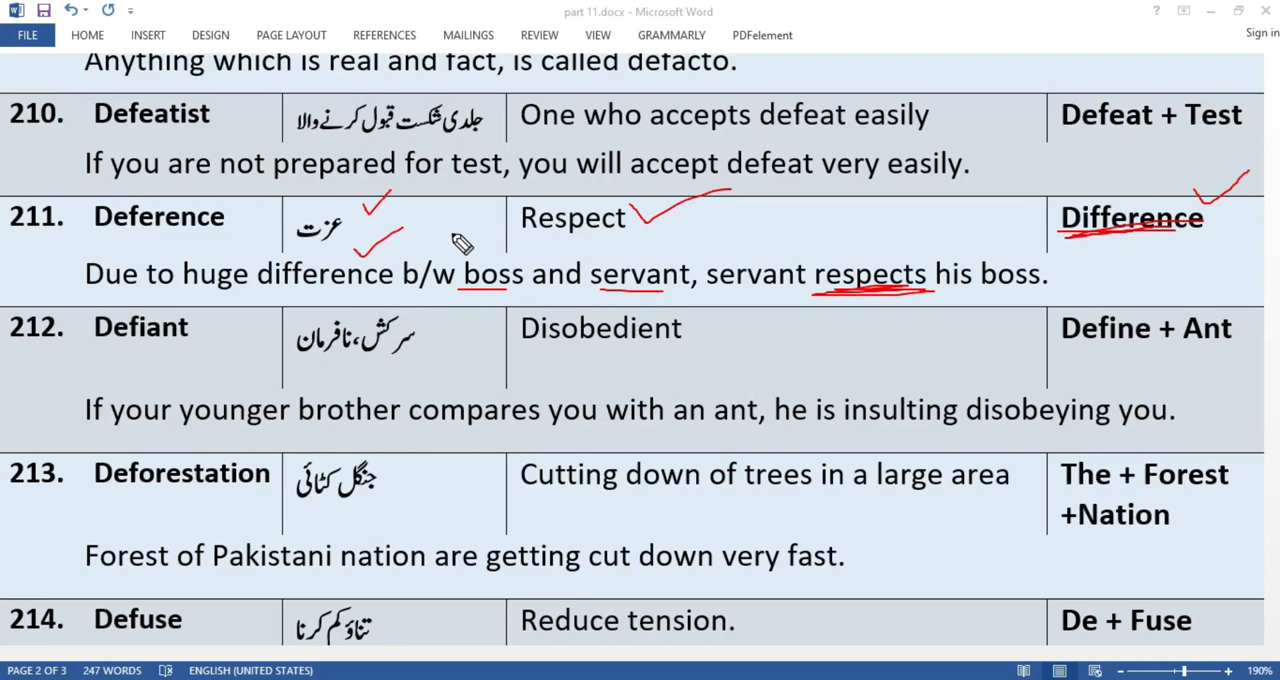 part 11.docx - Microsoft Word
FILE HOME INSERT DESIGN PAGE LAYOUT REFERENCES MAILINGS REVIEW VIEW GRAMMARLY PDFelement Sign in
Anything which is real and fact, is called defacto.
210. Defeatist جلدی شکست قبول کرنے والا One who accepts defeat easily Defeat + Test
If you are not prepared for test, you will accept defeat very easily.
211. Deference عزت Respect Difference
Due to huge difference b/w boss and servant, servant respects his boss.
212. Defiant سرکش، نافرمان Disobedient Define + Ant
If your younger brother compares you with an ant, he is insulting disobeying you.
213. Deforestation جنگل کٹائی Cutting down of trees in a large area The + Forest
+Nation
Forest of Pakistani nation are getting cut down very fast.
214. Defuse تناؤ کم کرنا Reduce tension. De + Fuse
PAGE 2 OF 3 247 WORDS ENGLISH (UNITED STATES) 190%